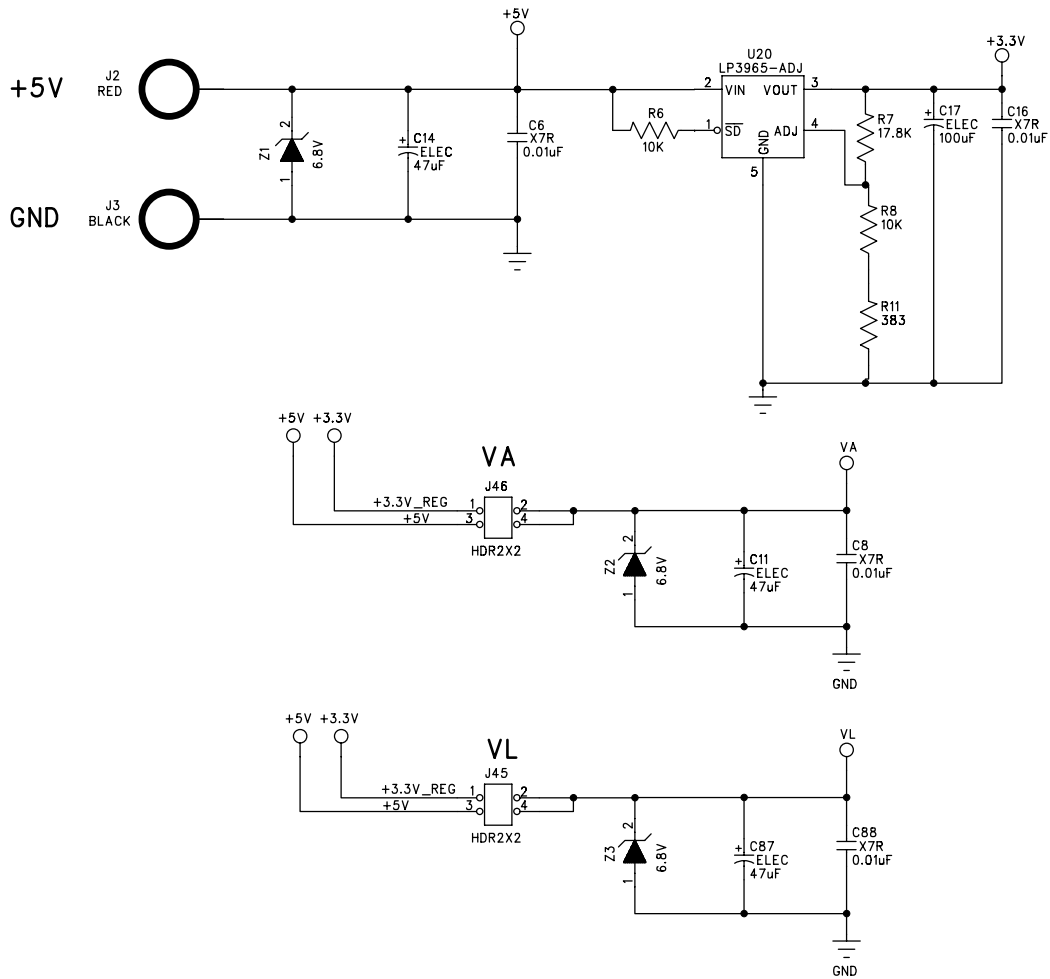 +5V
J2
RED
GND
J3
BLACK
2
Z1
6.8V
1
+
C14
ELEC
47uF
+5V
C6
X7R
0.01uF
R6
10K
U20
LP3965-ADJ
2 VIN VOUT 3
1 SD ADJ 4
GND
5
R7
17.8K
R8
10K
R11
383
+
C17
ELEC
100uF
+3.3V
C16
X7R
0.01uF
+5V +3.3V
VA
J46
+3.3V_REG 1 2
+5V 3 4
HDR2X2
2
Z2
6.8V
1
+
C11
ELEC
47uF
VA
C8
X7R
0.01uF
GND
+5V +3.3V
VL
J45
+3.3V_REG 1 2
+5V 3 4
HDR2X2
2
Z3
6.8V
1
+
C87
ELEC
47uF
VL
C88
X7R
0.01uF
GND